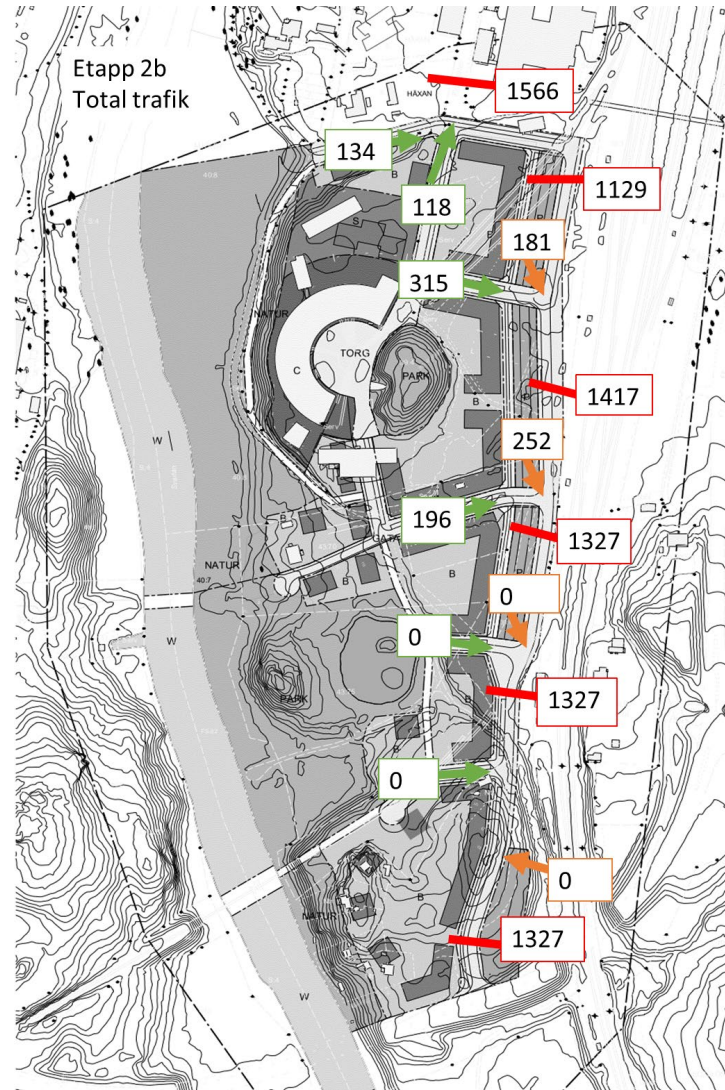 Etapp 2b
Total trafik
1566
HÄXAN
134
B
1129
118
181
S
315
NATUR
TORG
C
PARK
1417
B
252
196
GATA
1327
W
NATUR
B
B
40.7
0
0
W
PARK
1327
B
0
0
B
NATUR
1327
W